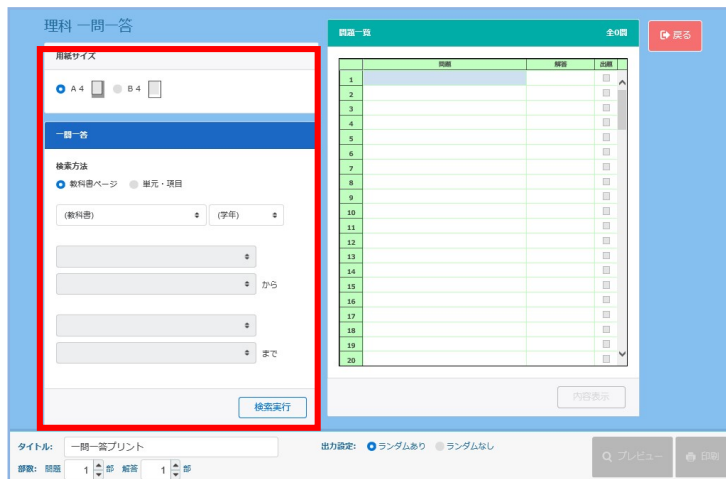 理科 一問一答
用紙サイズ
A 4 B 4
一問一答
検索方法
教科書ページ 単元・項目
(教科書) (学年)
から
まで
検索実行
問題一覧 全0問
戻る
問題 解答 出題
1
2
3
4
5
6
7
8
9
10
11
12
13
14
15
16
17
18
19
20
内容表示
タイトル: 一問一答プリント 出力設定: ランダムあり ランダムなし
部数: 問題 1 部 解答 1 部
プレビュー 印刷